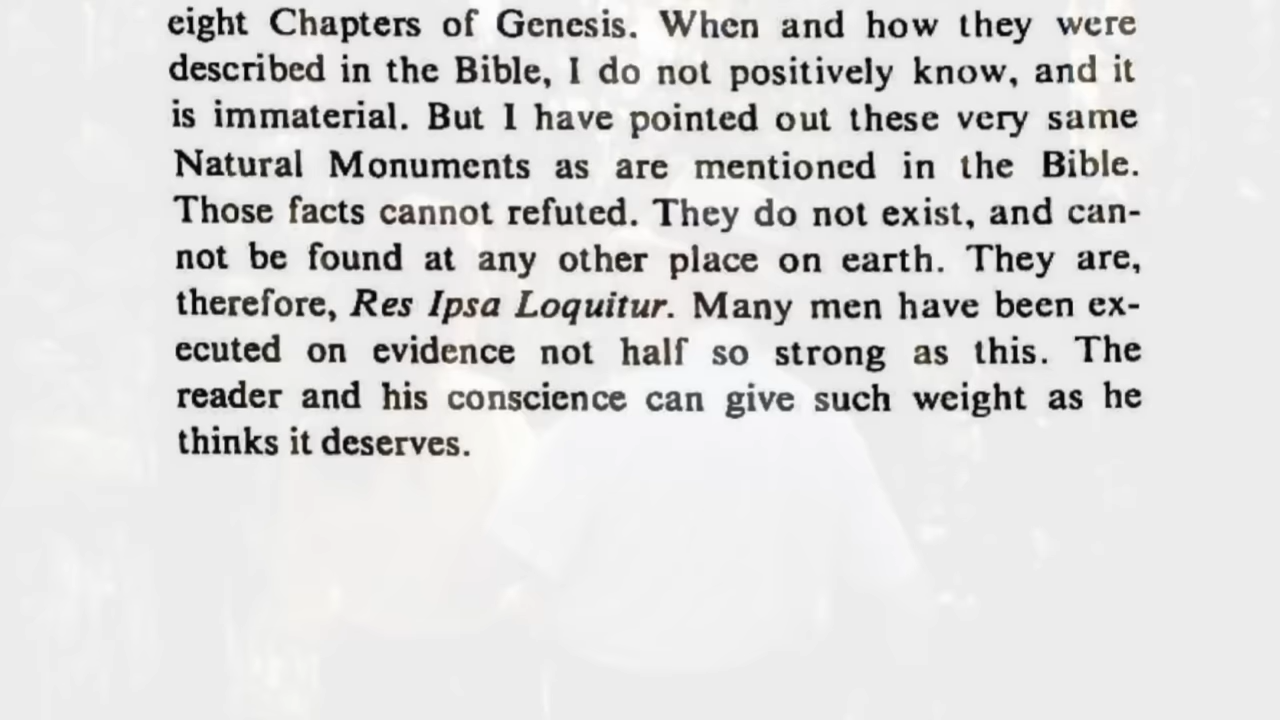 eight Chapters of Genesis. When and how they were
described in the Bible, I do not positively know, and it
is immaterial. But I have pointed out these very same
Natural Monuments as are mentioned in the Bible.
Those facts cannot refuted. They do not exist, and can-
not be found at any other place on earth. They are,
therefore, Res Ipsa Loquitur. Many men have been ex-
ecuted on evidence not half so strong as this. The
reader and his conscience can give such weight as he
thinks it deserves.